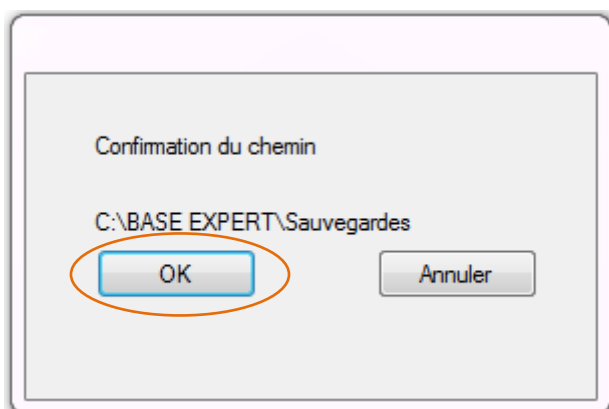 Confirmation du chemin
C:\BASE EXPERT\Sauvegardes
OK
Annuler